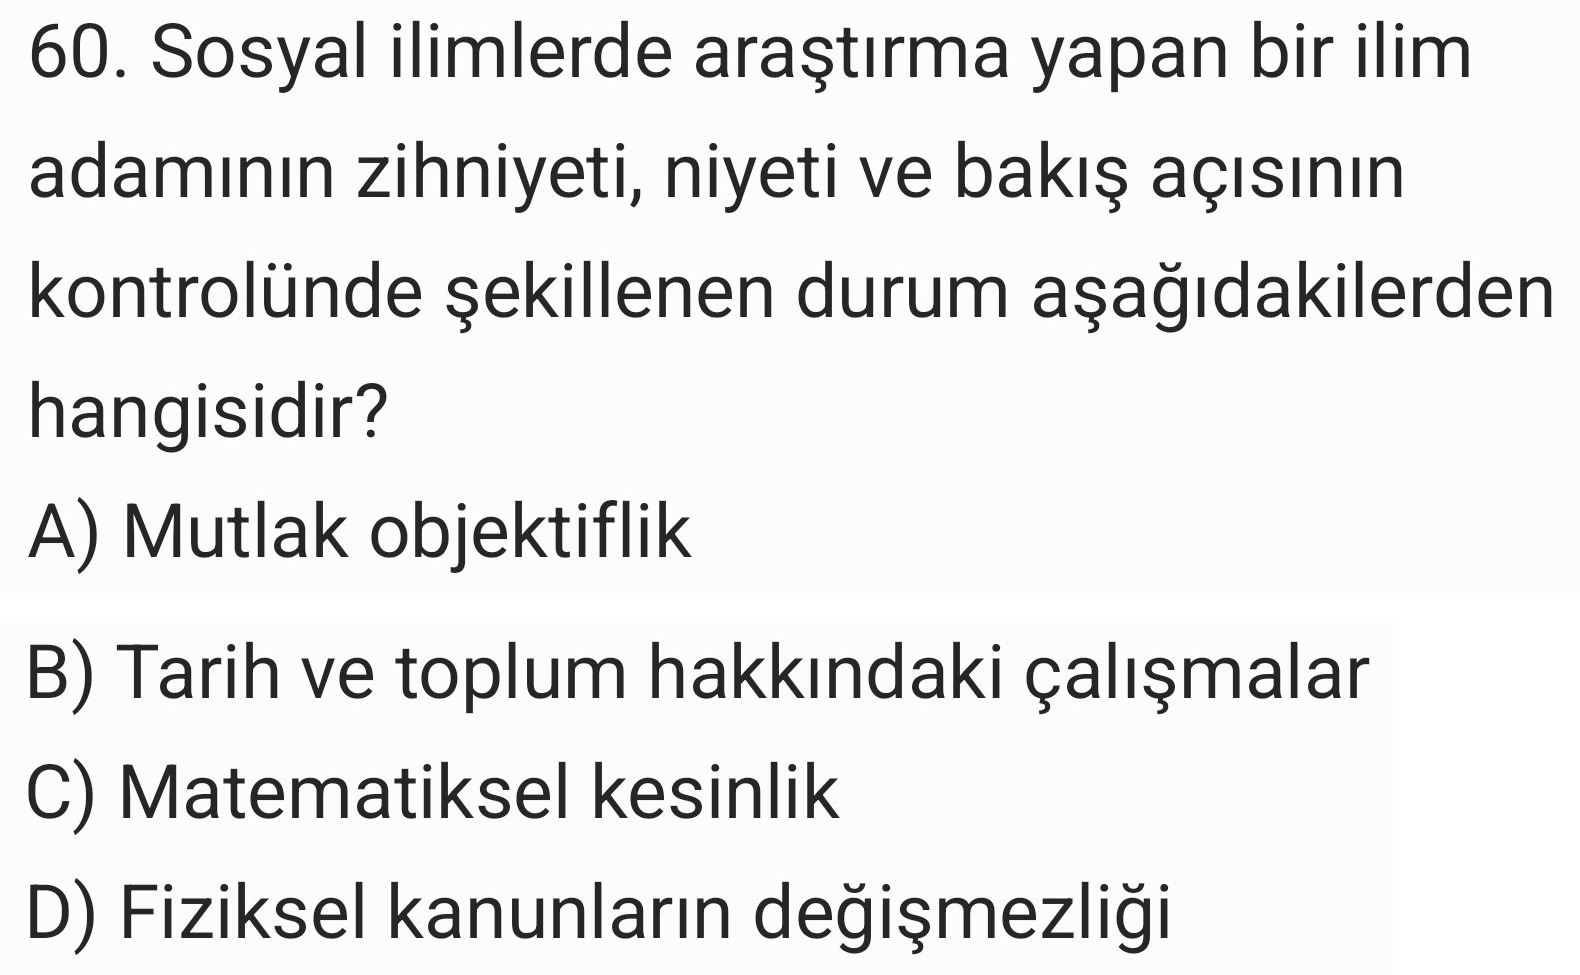 60. Sosyal ilimlerde araştırma yapan bir ilim
adamının zihniyeti, niyeti ve bakış açısının
kontrolünde şekillenen durum aşağıdakilerden
hangisidir?
A) Mutlak objektiflik
B) Tarih ve toplum hakkındaki çalışmalar
C) Matematiksel kesinlik
D) Fiziksel kanunların değişmezliği